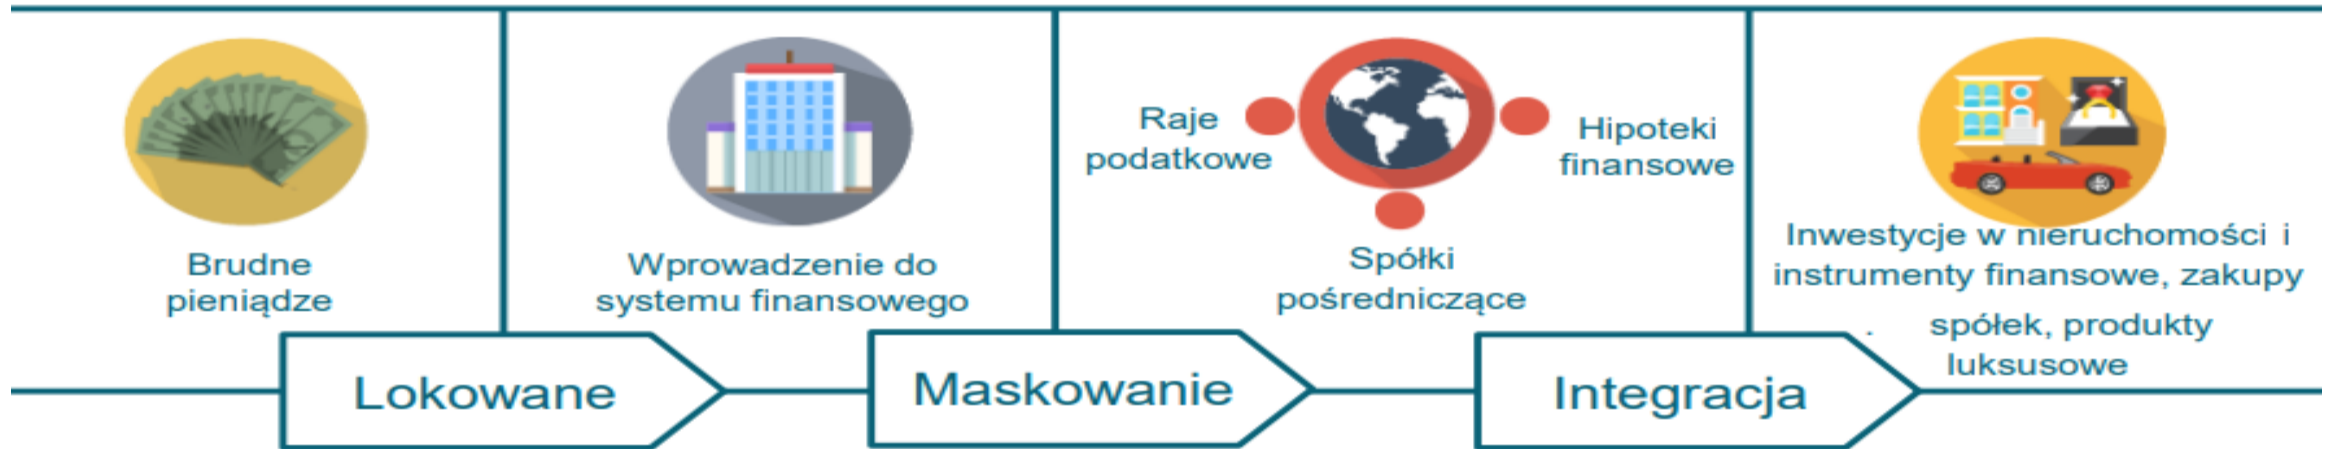 Brudne
pieniądze
Wprowadzenie do
systemu finansowego
Raje
podatkowe
Hipoteki
finansowe
Spółki
pośredniczące
Inwestycje w nieruchomości i
instrumenty finansowe, zakupy
. spółek, produkty
luksusowe
Lokowane
Maskowanie
Integracja